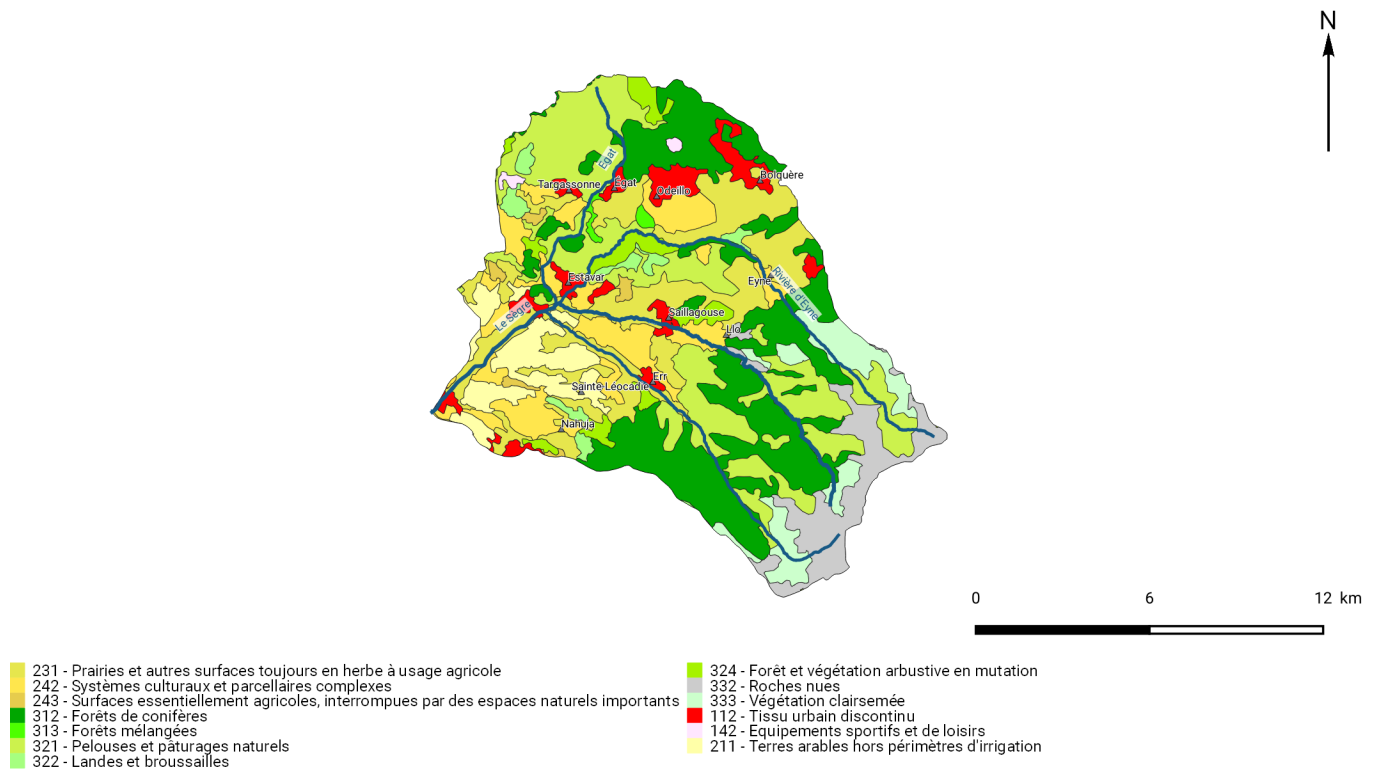 N
Egat
Targassonne
Égat
Odeillo
Bolquère
Estavar
Eyne
Rivière d'Eyne
Le Sègre
Saillagouse
Llo
Err
Sainte-Léocadie
Nahuja
0 6 12 km
231 - Prairies et autres surfaces toujours en herbe à usage agricole
242 - Systèmes culturaux et parcellaires complexes
243 - Surfaces essentiellement agricoles, interrompues par des espaces naturels importants
312 - Forêts de conifères
313 - Forêts mélangées
321 - Pelouses et pâturages naturels
322 - Landes et broussailles
324 - Forêt et végétation arbustive en mutation
332 - Roches nues
333 - Végétation clairsemée
112 - Tissu urbain discontinu
142 - Equipements sportifs et de loisirs
211 - Terres arables hors périmètres d'irrigation